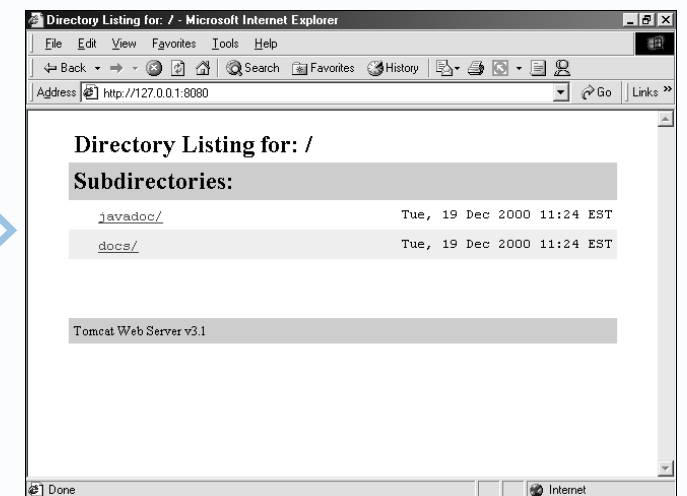 Directory Listing for: / - Microsoft Internet Explorer
File Edit View Favorites Tools Help
Back Search Favorites History
Address http://127.0.0.1:8080 Go Links »
Directory Listing for: /
Subdirectories:
javadoc/ Tue, 19 Dec 2000 11:24 EST
docs/ Tue, 19 Dec 2000 11:24 EST
Tomcat Web Server v3.1
Done Internet